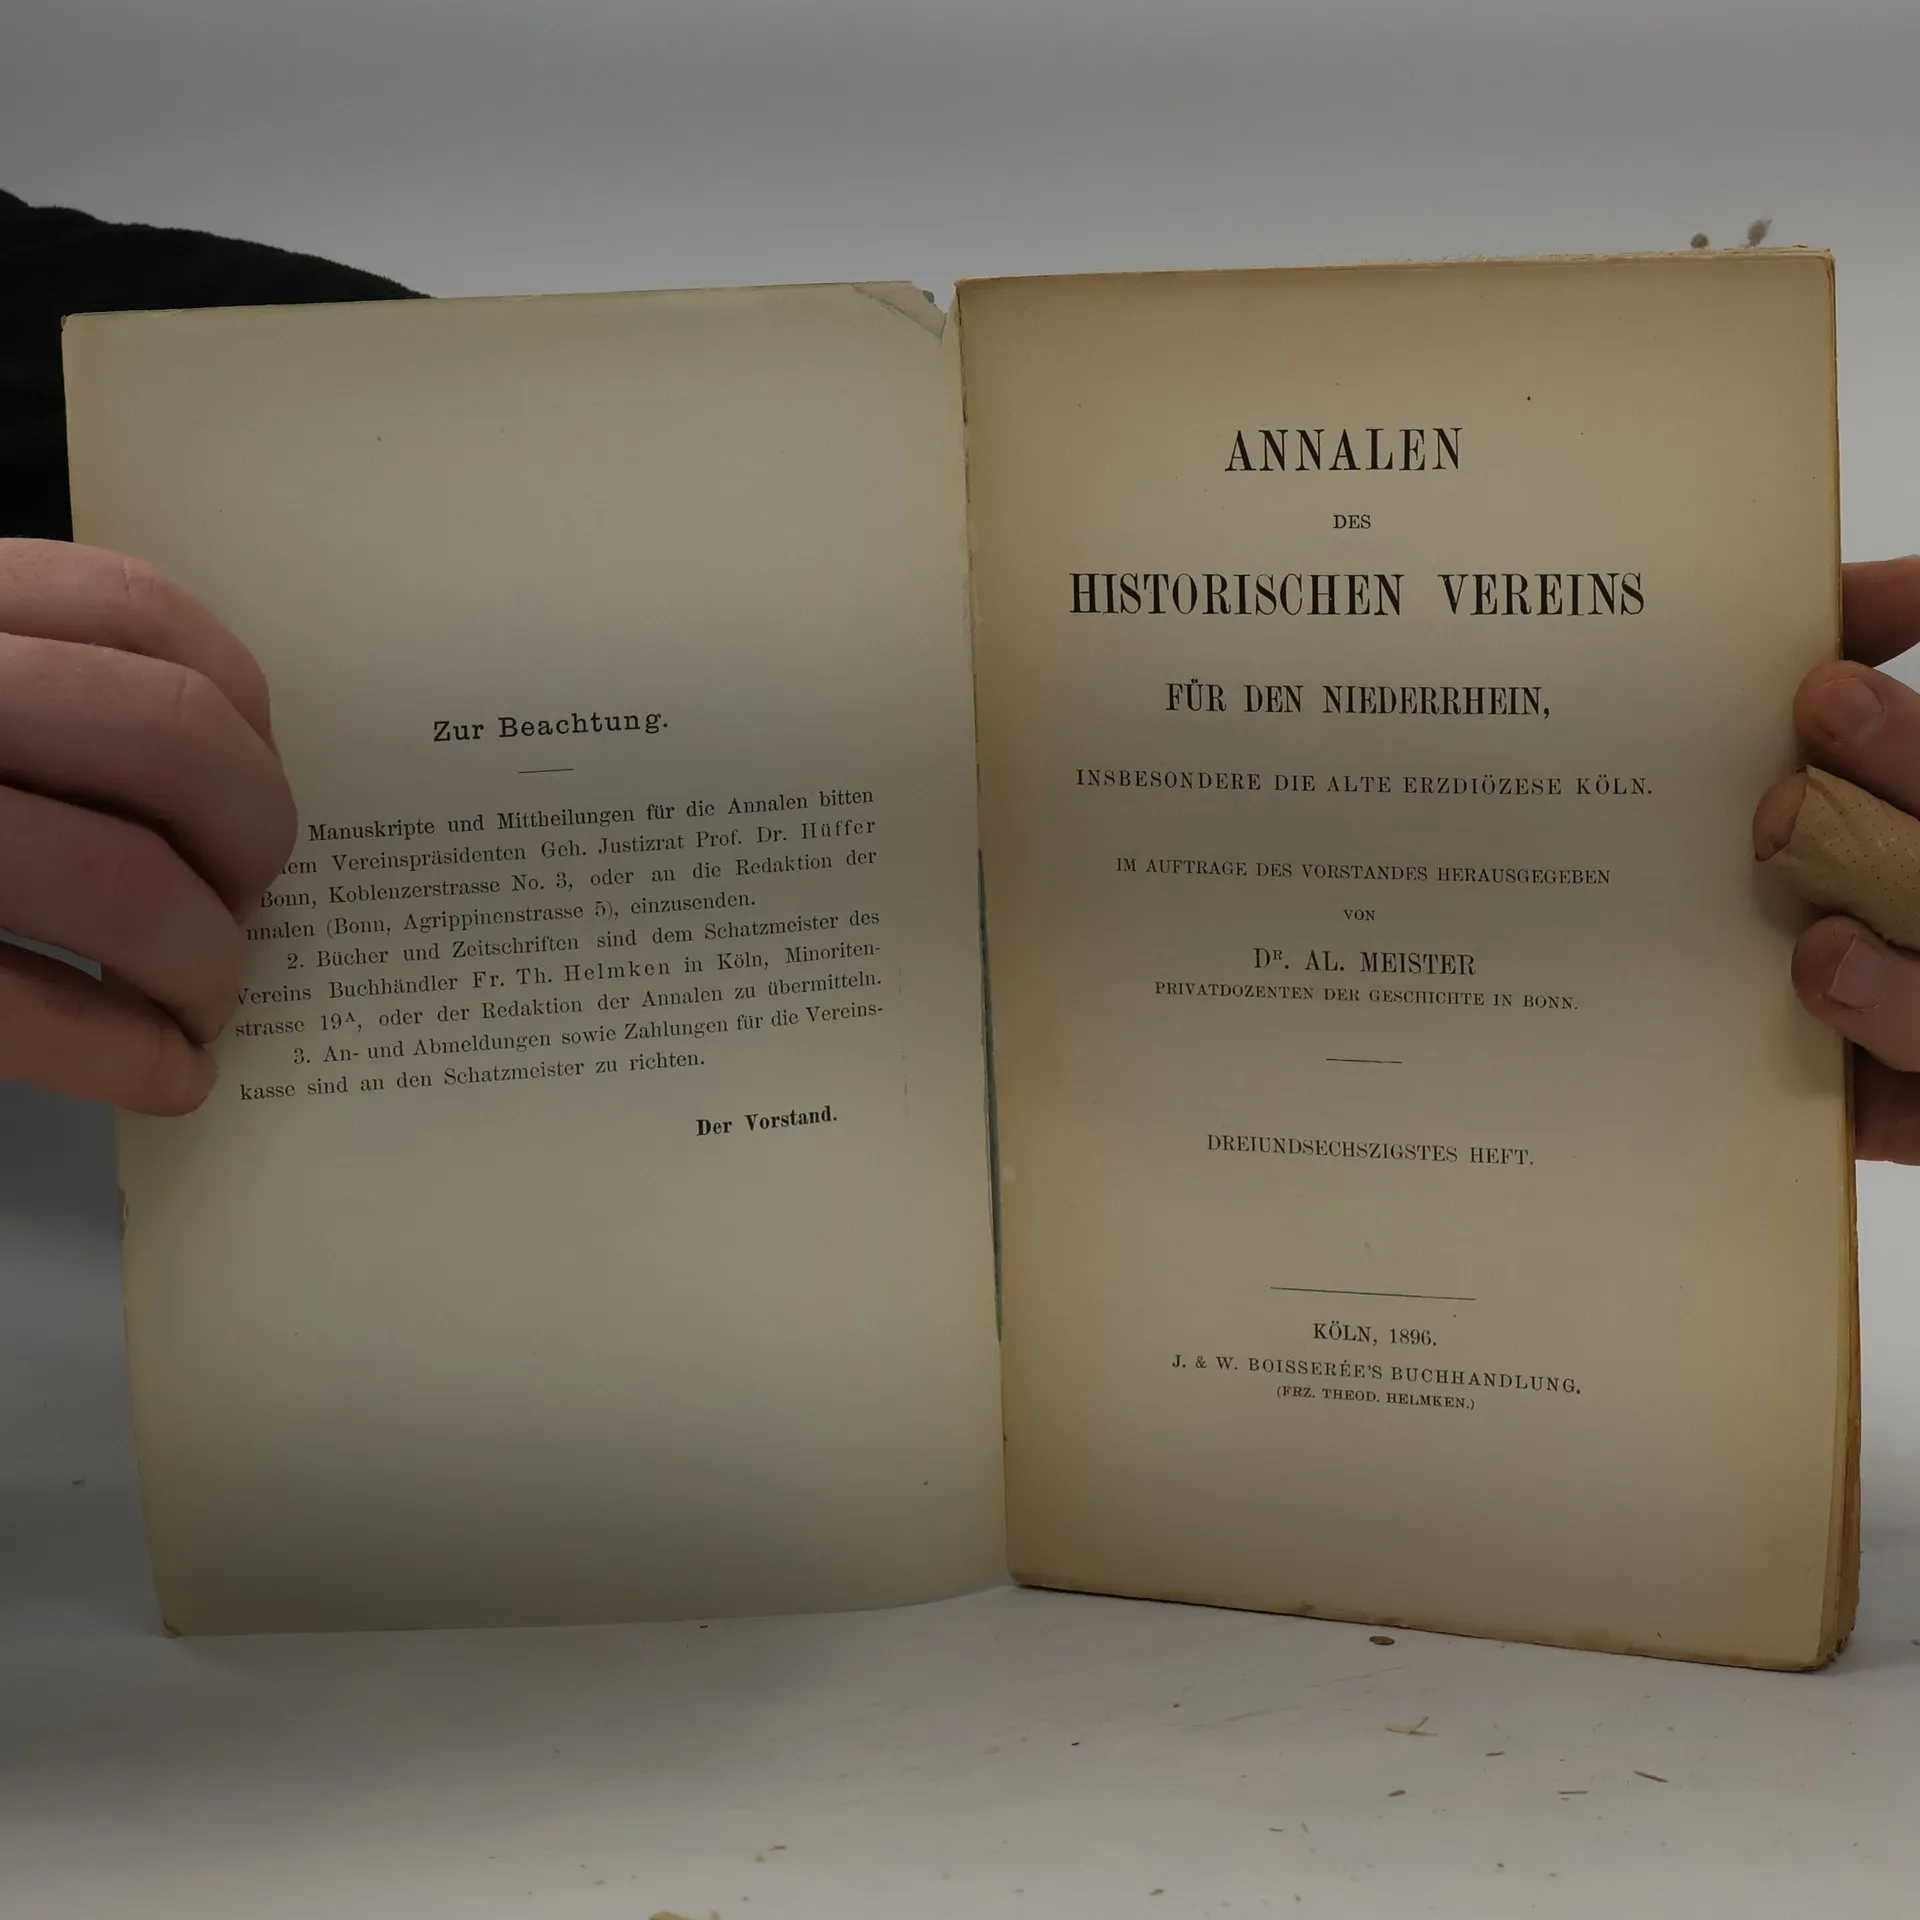 Zur Beachtung.
Manuskripte und Mittheilungen für die Annalen bitten
Vereinspräsidenten Geh. Justizrat Prof. Dr. Hüffer
Bonn, Koblenzerstrasse No. 3, oder an die Redaktion der
nnalen (Bonn, Agrippinenstrasse 5), einzusenden.
2. Bücher und Zeitschriften sind dem Schatzmeister des
Vereins Buchhändler Fr. Th. Helmken in Köln, Minoriten-
strasse 19A, oder der Redaktion der Annalen zu übermitteln.
3. An- und Abmeldungen sowie Zahlungen für die Vereins-
kasse sind an den Schatzmeister zu richten.
Der Vorstand.
ANNALEN
DES
HISTORISCHEN VEREINS
FÜR DEN NIEDERRHEIN,
INSBESONDERE DIE ALTE ERZDIÖZESE KÖLN.
IM AUFTRAGE DES VORSTANDES HERAUSGEGEBEN
VON
DR. AL. MEISTER
PRIVATDOZENTEN DER GESCHICHTE IN BONN.
DREIUNDSECHSZIGSTES HEFT.
KÖLN, 1896.
J. & W. BOISSERÉE'S BUCHHANDLUNG.
(FRZ. THEOD. HELMKEN.)